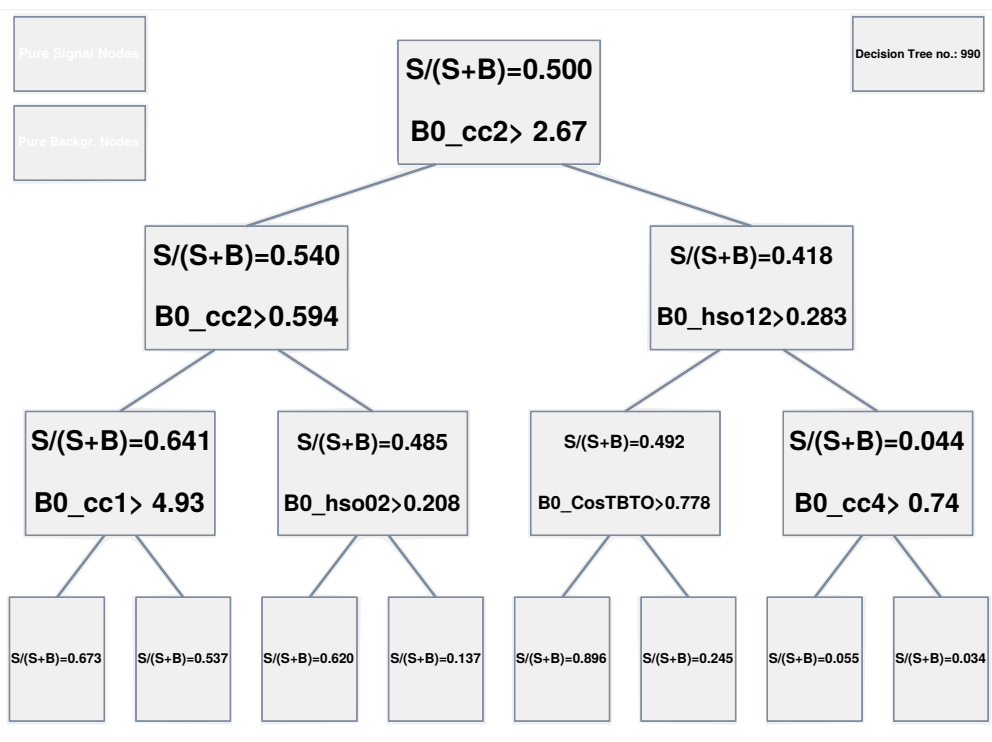 Pure Signal Nodes
Pure Backgr. Nodes
Decision Tree no.: 990
S/(S+B)=0.500
B0_cc2> 2.67
S/(S+B)=0.540
B0_cc2>0.594
S/(S+B)=0.418
B0_hso12>0.283
S/(S+B)=0.641
B0_cc1> 4.93
S/(S+B)=0.485
B0_hso02>0.208
S/(S+B)=0.492
B0_CosTBTO>0.778
S/(S+B)=0.044
B0_cc4> 0.74
S/(S+B)=0.673
S/(S+B)=0.537
S/(S+B)=0.620
S/(S+B)=0.137
S/(S+B)=0.896
S/(S+B)=0.245
S/(S+B)=0.055
S/(S+B)=0.034